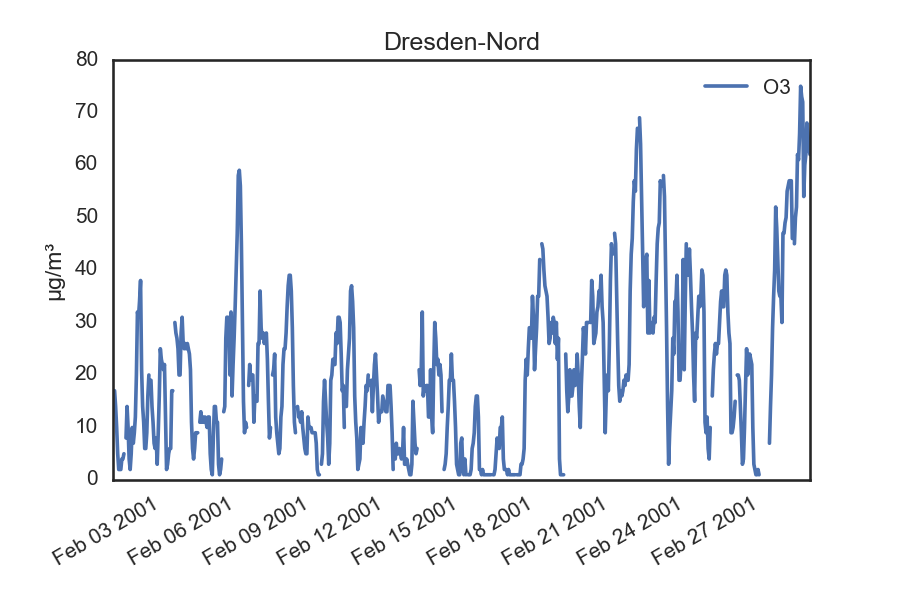 Dresden-Nord
80
70
60
50
40
30
20
10
0
µg/m³
O3
Feb 03 2001
Feb 06 2001
Feb 09 2001
Feb 12 2001
Feb 15 2001
Feb 18 2001
Feb 21 2001
Feb 24 2001
Feb 27 2001